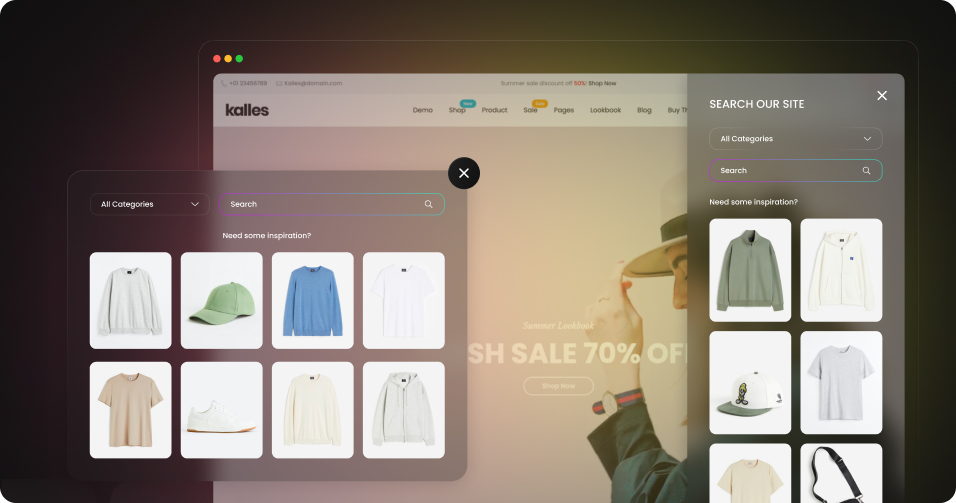 +01 23456789 Kalles@domain.com
Summer sale discount off 50%! Shop Now
kalles
Demo Shop Product Sale Pages Lookbook Blog Buy Th
New
Sale
SEARCH OUR SITE
All Categories
Search
Need some inspiration?
All Categories
Search
Need some inspiration?
Summer Lookbook
SH SALE 70% OFF
Shop Now